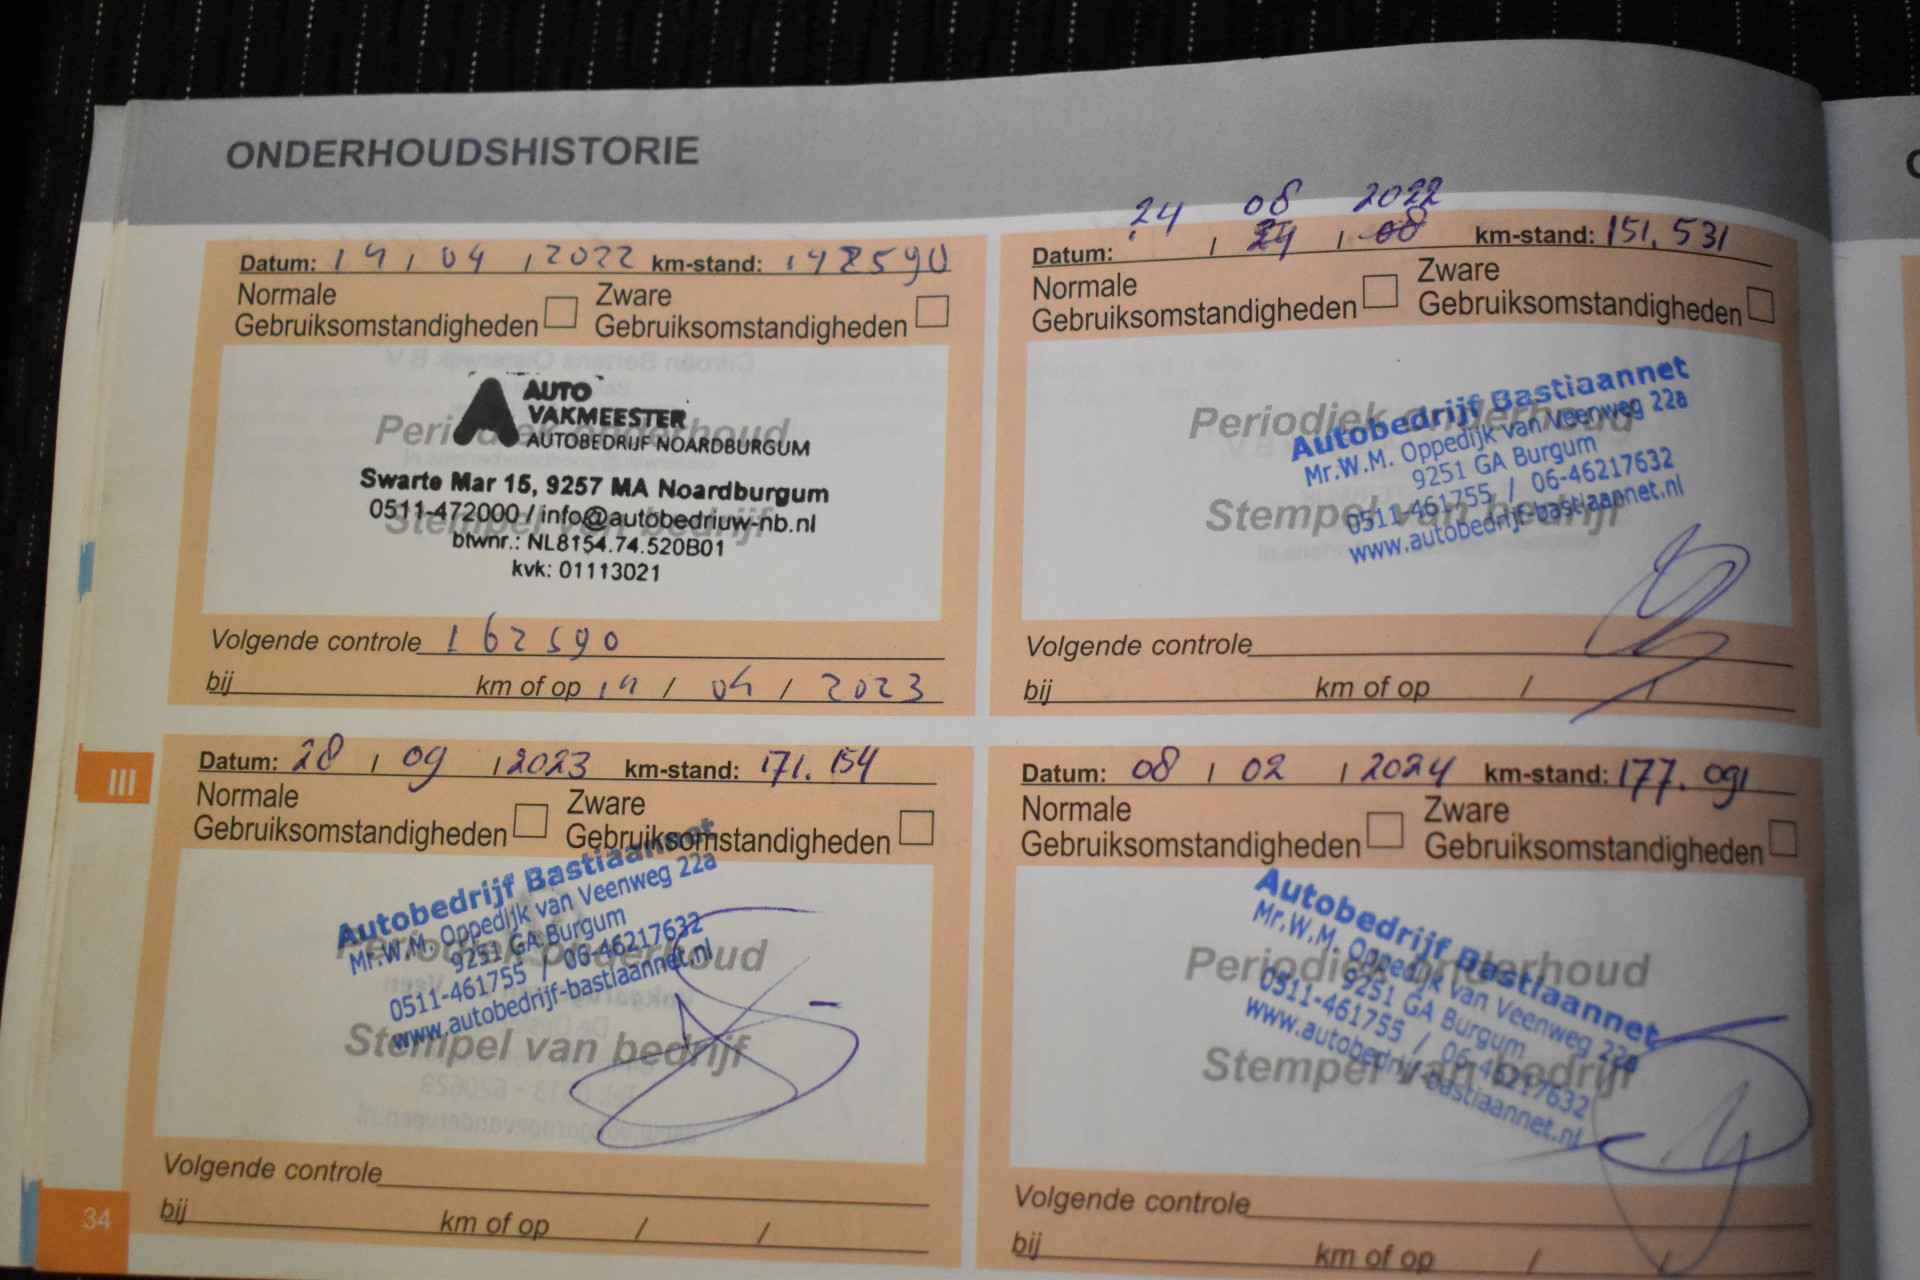 ONDERHOUDSHISTORIE
Datum: 14 / 04 / 2022 km-stand: 142590
Normale Gebruiksomstandigheden Zware Gebruiksomstandigheden
Periodiek onderhoud
Stempel van bedrijf
AUTO
VAKMEESTER
AUTOBEDRIJF NOARDBURGUM
Swarte Mar 15, 9257 MA Noardburgum
0511-472000 / info@autobedriuw-nb.nl
btwnr.: NL8154.74.520B01
kvk: 01113021
Volgende controle 162590
bij km of op 14 / 04 / 2023
24 08 2022
Datum: / 24 / 08 km-stand: 151.531
Normale Gebruiksomstandigheden Zware Gebruiksomstandigheden
Periodiek onderhoud
Stempel van bedrijf
Autobedrijf Bastiaannet
Mr.W.M. Oppedijk van Veenweg 22a
9251 GA Burgum
0511-461755 / 06-46217632
www.autobedrijf-bastiaannet.nl
Volgende controle
bij km of op / /
III
Datum: 28 / 09 / 2023 km-stand: 171.154
Normale Gebruiksomstandigheden Zware Gebruiksomstandigheden
Periodiek onderhoud
Stempel van bedrijf
Autobedrijf Bastiaannet
Mr.W.M. Oppedijk van Veenweg 22a
9251 GA Burgum
0511-461755 / 06-46217632
www.autobedrijf-bastiaannet.nl
Volgende controle
bij km of op / /
Datum: 08 / 02 / 2024 km-stand: 177.091
Normale Gebruiksomstandigheden Zware Gebruiksomstandigheden
Periodiek onderhoud
Stempel van bedrijf
Autobedrijf Bastiaannet
Mr.W.M. Oppedijk van Veenweg 22a
9251 GA Burgum
0511-461755 / 06-46217632
www.autobedrijf-bastiaannet.nl
Volgende controle
bij km of op / /
34